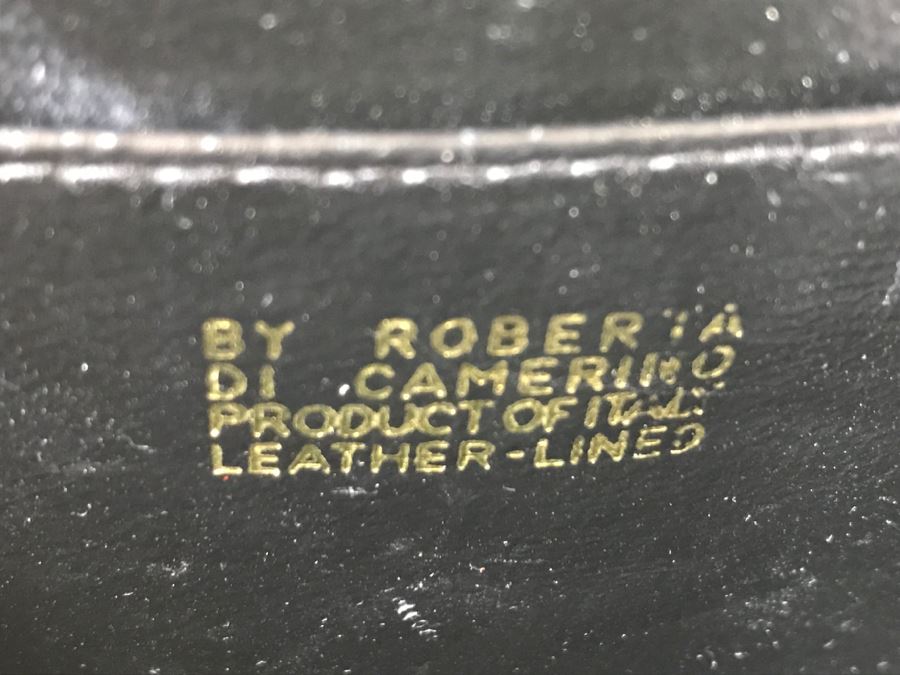 BY ROBERTA
DI CAMERINO
PRODUCT OF ITALY
LEATHER-LINED